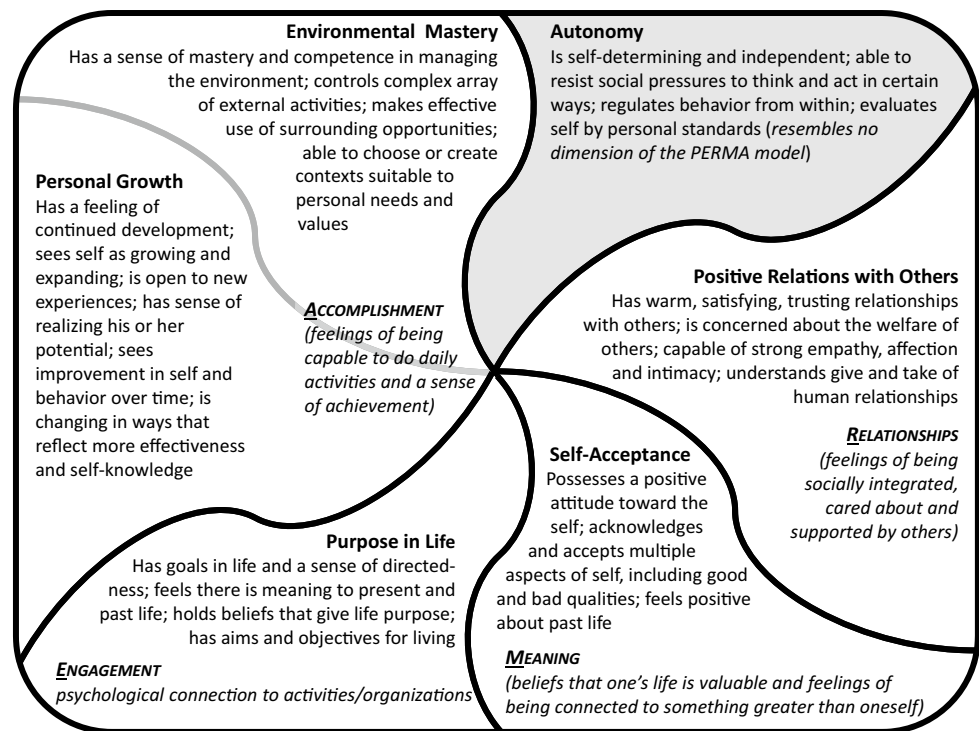 Environmental Mastery
Has a sense of mastery and competence in managing
the environment; controls complex array
of external activities; makes effective
use of surrounding opportunities;
able to choose or create
contexts suitable to
personal needs and
values
Autonomy
Is self-determining and independent; able to
resist social pressures to think and act in certain
ways; regulates behavior from within; evaluates
self by personal standards (resembles no
dimension of the PERMA model)
Personal Growth
Has a feeling of
continued development;
sees self as growing and
expanding; is open to new
experiences; has sense of
realizing his or her
potential; sees
improvement in self and
behavior over time; is
changing in ways that
reflect more effectiveness
and self-knowledge
ACCOMPLISHMENT
(feelings of being
capable to do daily
activities and a sense
of achievement)
Positive Relations with Others
Has warm, satisfying, trusting relationships
with others; is concerned about the welfare of
others; capable of strong empathy, affection
and intimacy; understands give and take of
human relationships
RELATIONSHIPS
(feelings of being
socially integrated,
cared about and
supported by others)
Purpose in Life
Has goals in life and a sense of directed-
ness; feels there is meaning to present and
past life; holds beliefs that give life purpose;
has aims and objectives for living
ENGAGEMENT
psychological connection to activities/organizations
Self-Acceptance
Possesses a positive
attitude toward the
self; acknowledges
and accepts multiple
aspects of self, including good
and bad qualities; feels positive
about past life
MEANING
(beliefs that one's life is valuable and feelings of
being connected to something greater than oneself)